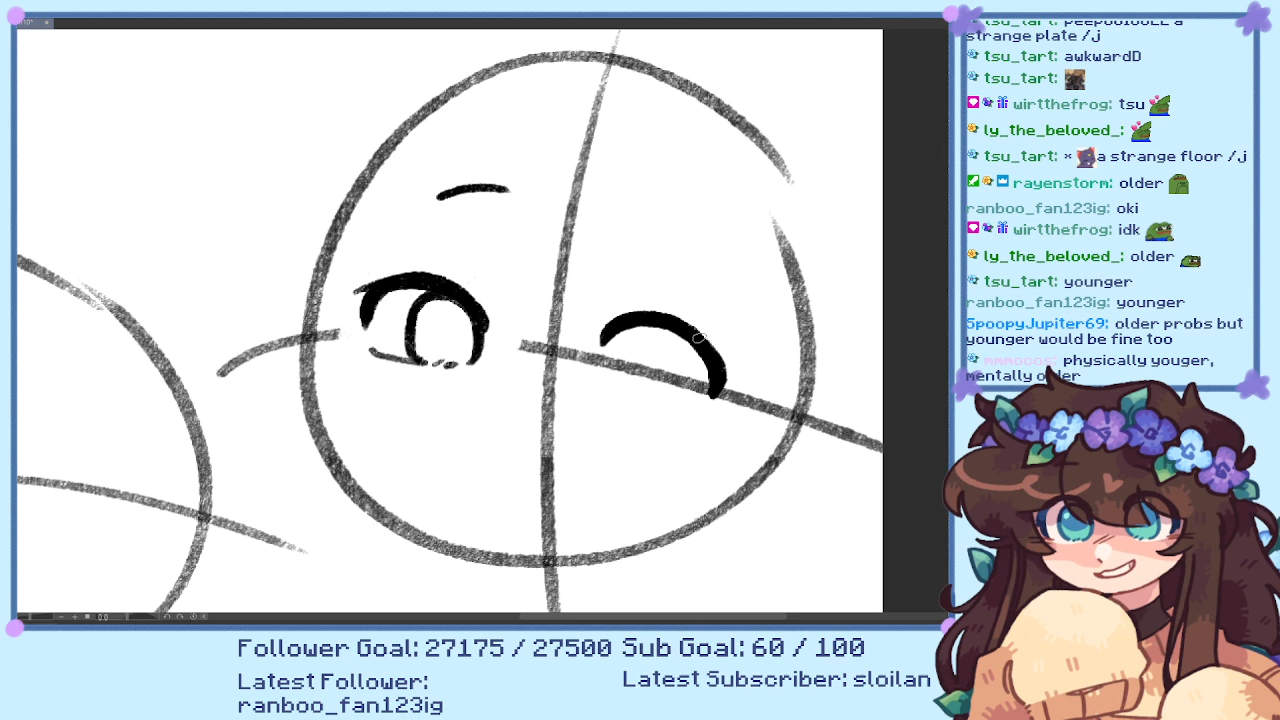 strange plate /j
tsu_tart: awkwardD
tsu_tart:
wirtthefrog: tsu
ly_the_beloved_:
tsu_tart: × a strange floor /j
rayenstorm: older
ranboo_fan123ig: oki
wirtthefrog: idk
ly_the_beloved_: older
tsu_tart: younger
ranboo_fan123ig: younger
SpoopyJupiter69: older probs but
younger would be fine too
mmmocos: physically youger,
mentally older
Follower Goal: 27175 / 27500 Sub Goal: 60 / 100
Latest Follower:
ranboo_fan123ig
Latest Subscriber: sloilan